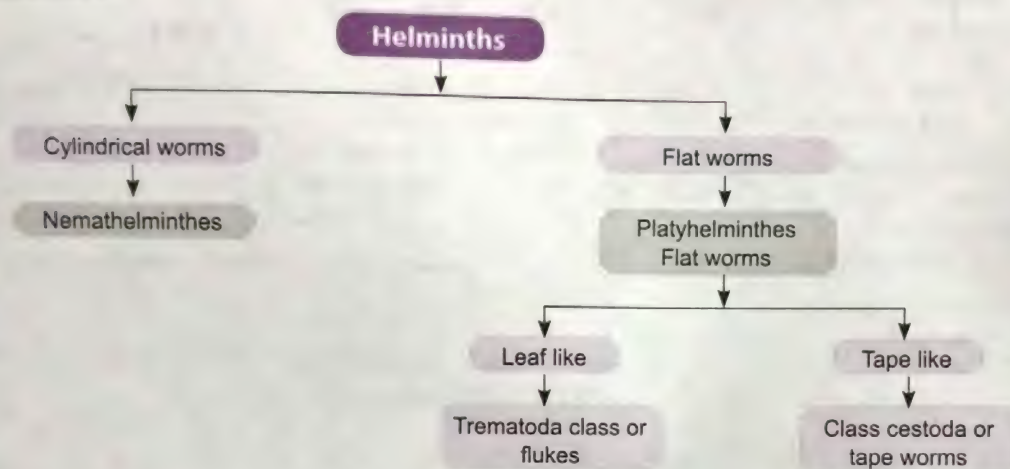 Helminths
Cylindrical worms
Flat worms
Nemathelminthes
Platyhelminthes
Flat worms
Leaf like
Tape like
Trematoda class or
flukes
Class cestoda or
tape worms